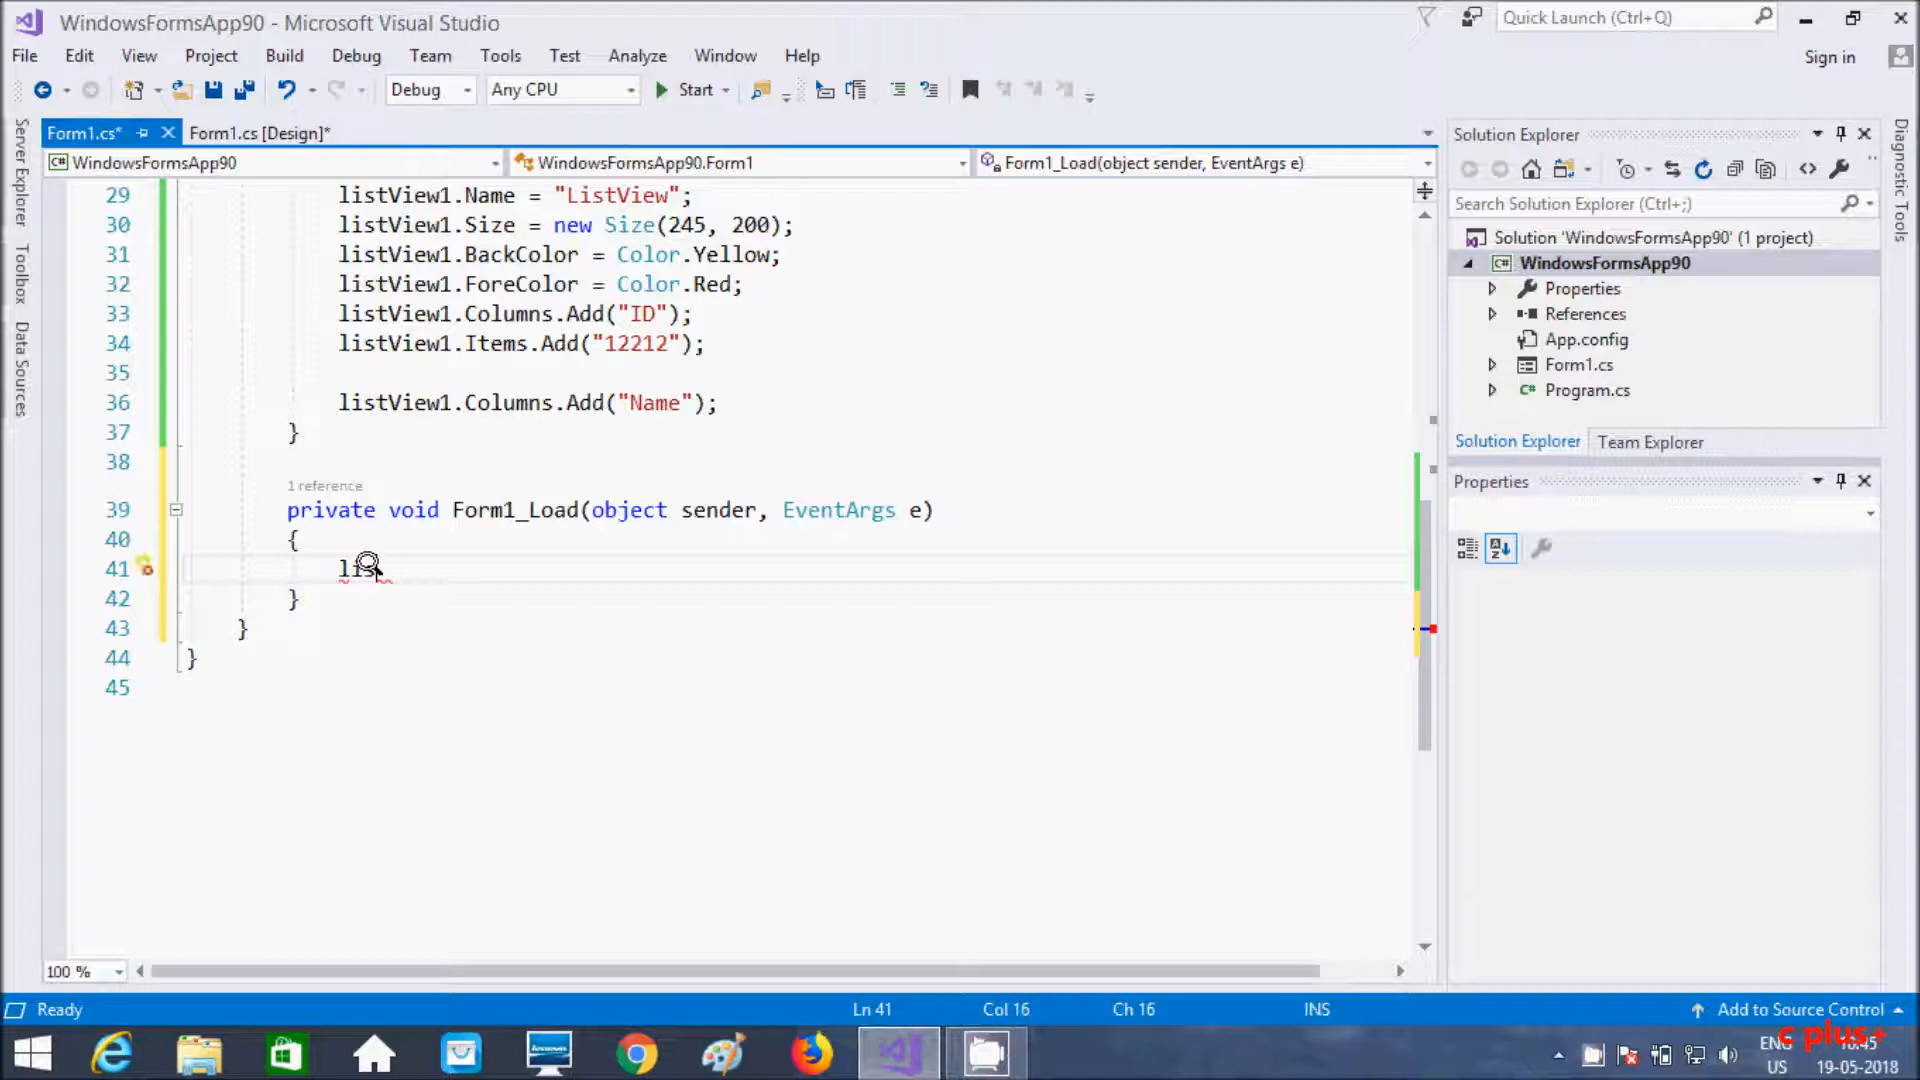 WindowsFormsApp90 - Microsoft Visual Studio
Quick Launch (Ctrl+Q)
File Edit View Project Build Debug Team Tools Test Analyze Window Help
Sign in
Debug Any CPU Start
Form1.cs* Form1.cs [Design]*
WindowsFormsApp90 WindowsFormsApp90.Form1 Form1_Load(object sender, EventArgs e)
Server Explorer
Toolbox
Data Sources
29 listView1.Name = "ListView";
30 listView1.Size = new Size(245, 200);
31 listView1.BackColor = Color.Yellow;
32 listView1.ForeColor = Color.Red;
33 listView1.Columns.Add("ID");
34 listView1.Items.Add("12212");
35
36 listView1.Columns.Add("Name");
37 }
38
1 reference
39 private void Form1_Load(object sender, EventArgs e)
40 {
41 lis
42 }
43 }
44 }
45
100 %
Solution Explorer
Search Solution Explorer (Ctrl+;)
Solution 'WindowsFormsApp90' (1 project)
C# WindowsFormsApp90
Properties
References
App.config
Form1.cs
C# Program.cs
Solution Explorer Team Explorer
Properties
Diagnostic Tools
Ready Ln 41 Col 16 Ch 16 INS Add to Source Control
c plus+
ENG
US 19-05-2018